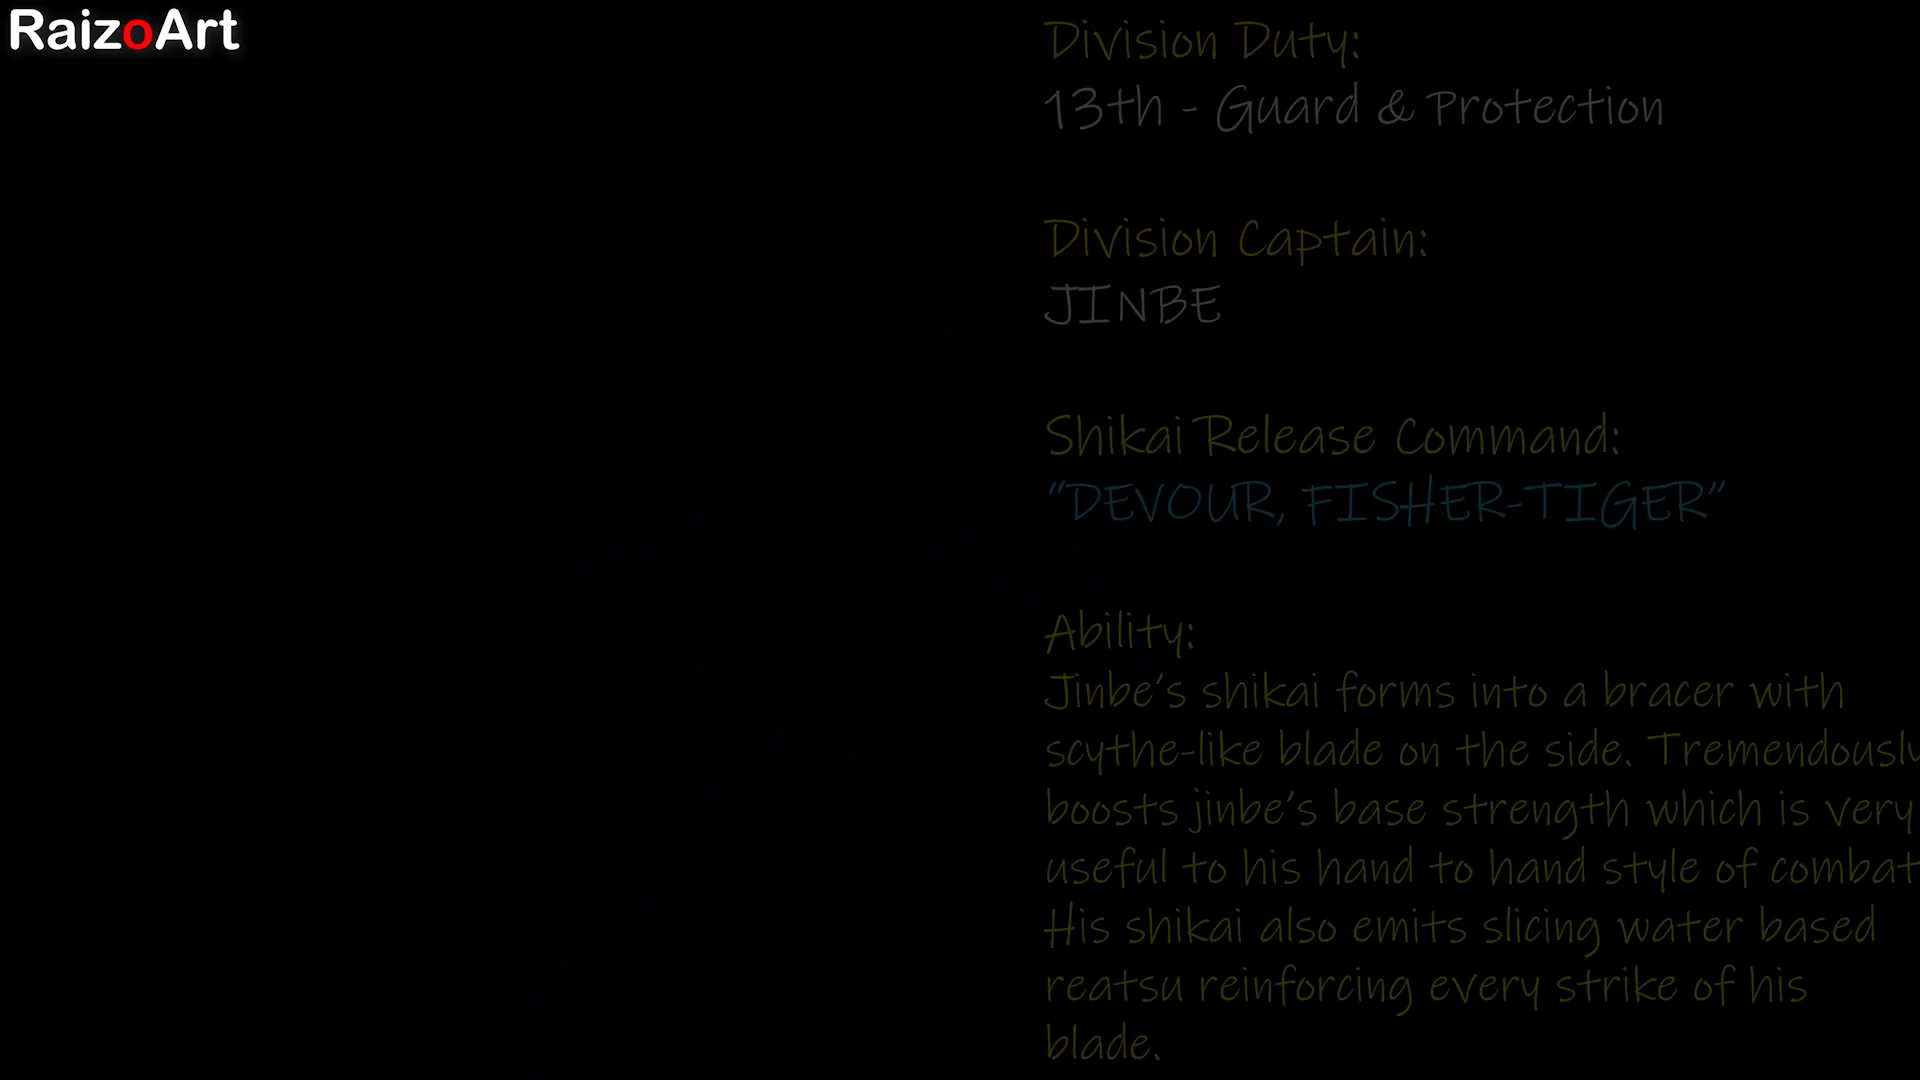 RaizoArt
Division Duty:
13th - Guard & Protection
Division Captain:
JINBE
Shikai Release Command:
“DEVOUR, FISHER-TIGER”
Ability:
Jinbe’s shikai forms into a bracer with
scythe-like blade on the side. Tremendously
boosts jinbe’s base strength which is very
useful to his hand to hand style of combat
His shikai also emits slicing water based
reatsu reinforcing every strike of his
blade.